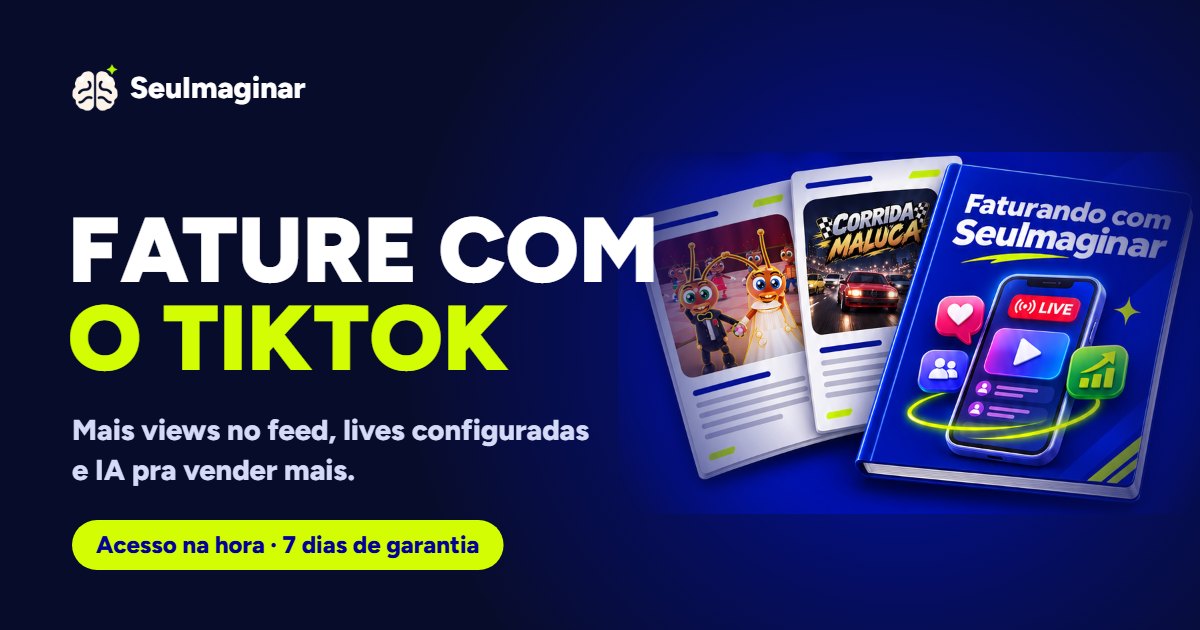 SeuImaginar
FATURE COM
O TIKTOK
Mais views no feed, lives configuradas
e IA pra vender mais.
Acesso na hora · 7 dias de garantia
CORRIDA
MALUCA
Faturando com
SeuImaginar
LIVE